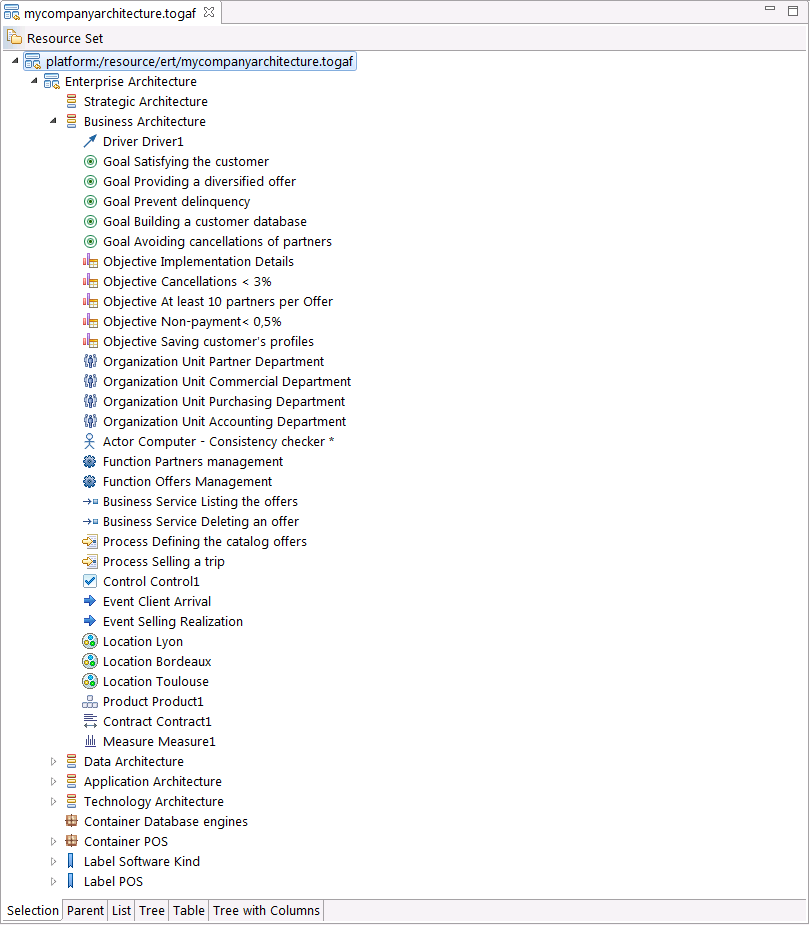 mycompanyarchitecture.togaf
Resource Set
platform:/resource/ert/mycompanyarchitecture.togaf
Enterprise Architecture
Strategic Architecture
Business Architecture
Driver Driver1
Goal Satisfying the customer
Goal Providing a diversified offer
Goal Prevent delinquency
Goal Building a customer database
Goal Avoiding cancellations of partners
Objective Implementation Details
Objective Cancellations < 3%
Objective At least 10 partners per Offer
Objective Non-payment< 0,5%
Objective Saving customer's profiles
Organization Unit Partner Department
Organization Unit Commercial Department
Organization Unit Purchasing Department
Organization Unit Accounting Department
Actor Computer - Consistency checker *
Function Partners management
Function Offers Management
Business Service Listing the offers
Business Service Deleting an offer
Process Defining the catalog offers
Process Selling a trip
Control Control1
Event Client Arrival
Event Selling Realization
Location Lyon
Location Bordeaux
Location Toulouse
Product Product1
Contract Contract1
Measure Measure1
Data Architecture
Application Architecture
Technology Architecture
Container Database engines
Container POS
Label Software Kind
Label POS
Selection Parent List Tree Table Tree with Columns